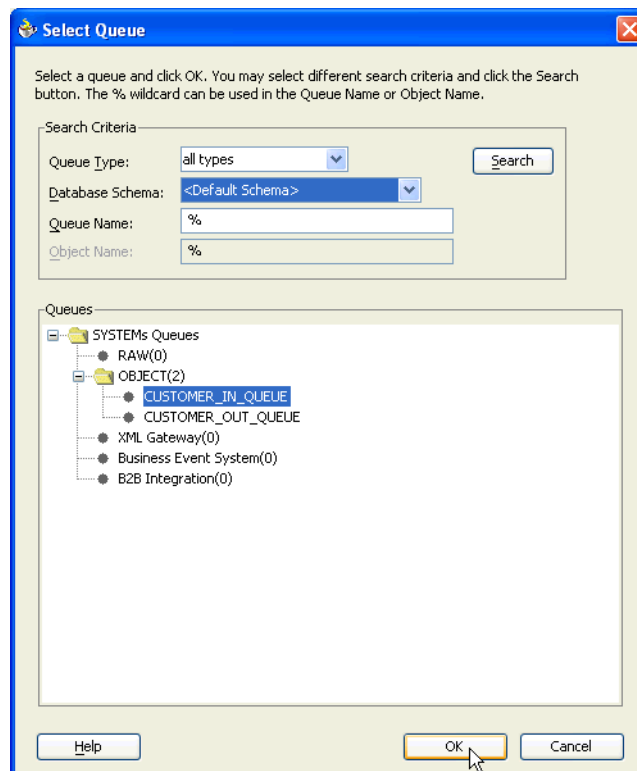 Select Queue
Select a queue and click OK. You may select different search criteria and click the Search
button. The % wildcard can be used in the Queue Name or Object Name.
Search Criteria
Queue Type: all types Search
Database Schema: <Default Schema>
Queue Name: %
Object Name: %
Queues
SYSTEMs Queues
RAW(0)
OBJECT(2)
CUSTOMER_IN_QUEUE
CUSTOMER_OUT_QUEUE
XML Gateway(0)
Business Event System(0)
B2B Integration(0)
Help OK Cancel